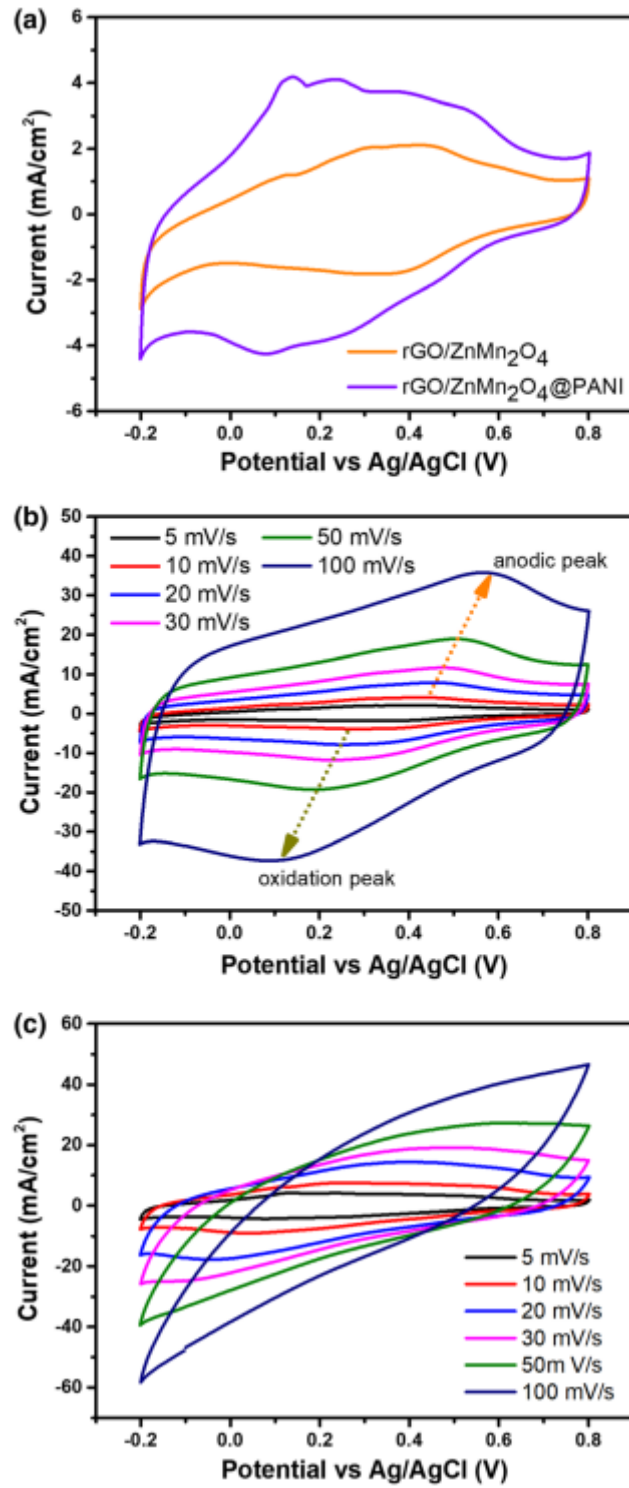 (a)
6
4
2
0
-2
-4
-6
Current (mA/cm²)
rGO/ZnMn₂O₄
rGO/ZnMn₂O₄@PANI
-0.2 0.0 0.2 0.4 0.6 0.8
Potential vs Ag/AgCl (V)
(b)
50
40
30
20
10
0
-10
-20
-30
-40
-50
Current (mA/cm²)
5 mV/s 50 mV/s
10 mV/s 100 mV/s
20 mV/s
30 mV/s
anodic peak
oxidation peak
-0.2 0.0 0.2 0.4 0.6 0.8
Potential vs Ag/AgCl (V)
(c)
60
40
20
0
-20
-40
-60
Current (mA/cm²)
5 mV/s
10 mV/s
20 mV/s
30 mV/s
50m V/s
100 mV/s
-0.2 0.0 0.2 0.4 0.6 0.8
Potential vs Ag/AgCl (V)